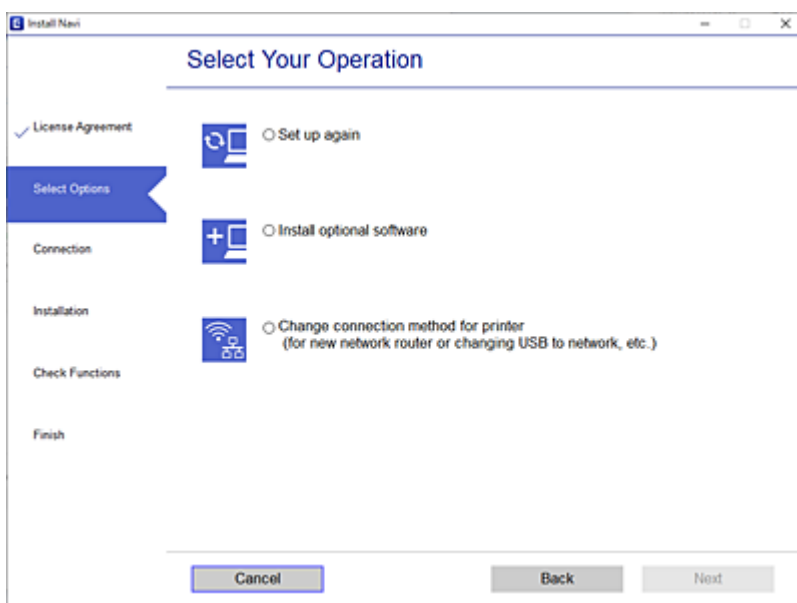 Install Navi
Select Your Operation
License Agreement
Select Options
Connection
Installation
Check Functions
Finish
Set up again
Install optional software
Change connection method for printer
(for new network router or changing USB to network, etc.)
Cancel
Back
Next